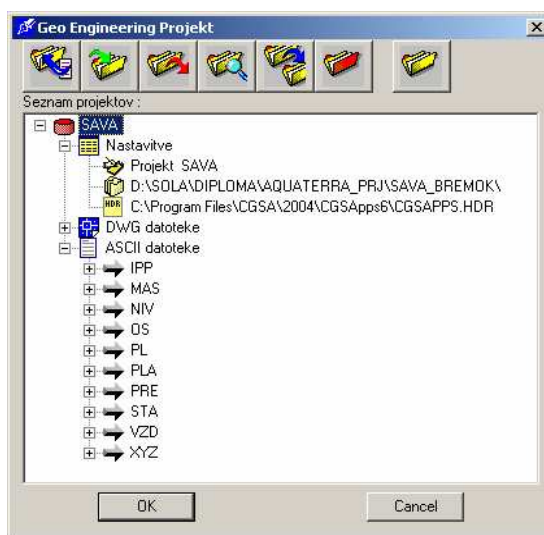 Geo Engineering Projekt
Seznam projektov :
SAVA
Nastavitve
Projekt SAVA
D:\SOLA\DIPLOMA\AQUATERRA_PRJ\SAVA_BREMOK\
HDR C:\Program Files\CGSA\2004\CGSApps6\CGSAPPS.HDR
DWG datoteke
ASCII datoteke
IPP
MAS
NIV
OS
PL
PLA
PRE
STA
VZD
XYZ
OK Cancel